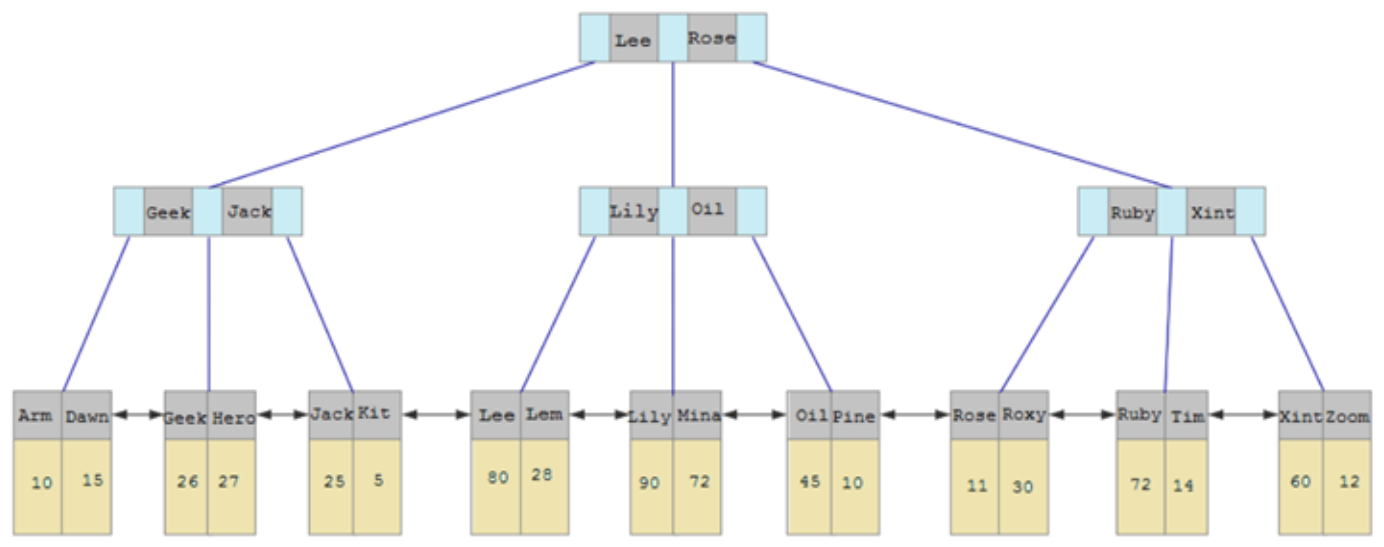 Lee Rose
Geek Jack Lily Oil Ruby Xint
Arm Dawn Geek Hero Jack Kit Lee Lem Lily Mina Oil Pine Rose Roxy Ruby Tim Xint Zoom
10 15 26 27 25 5 80 28 90 72 45 10 11 30 72 14 60 12